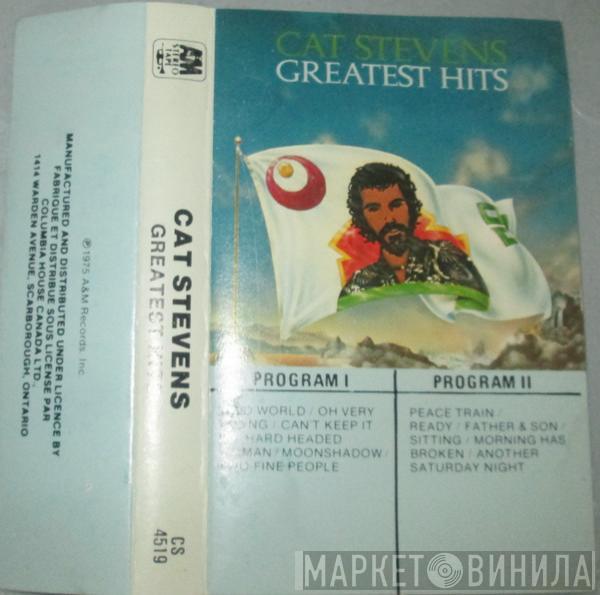 MANUFACTURED AND DISTRIBUTED UNDER LICENCE BY
FABRIQUE ET DISTRIBUE SOUS LICENSE PAR
COLUMBIA HOUSE CANADA LTD.,
1414 WARDEN AVENUE, SCARBOROUGH, ONTARIO
℗1975 A&M Records, Inc.
A&M
STEREO
TAPE
CAT STEVENS
GREATEST HITS
CS
4519
CAT STEVENS
GREATEST HITS
PROGRAM I
WORLD / OH VERY
/ CAN'T KEEP IT
HARD HEADED
/ MOONSHADOW /
FINE PEOPLE
PROGRAM II
PEACE TRAIN /
READY / FATHER & SON /
SITTING / MORNING HAS
BROKEN / ANOTHER
SATURDAY NIGHT
МАРКЕТ ВИНИЛА